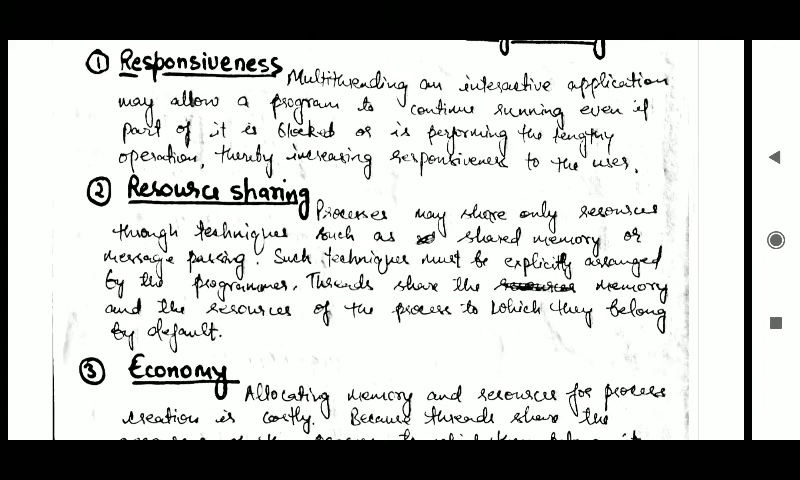 ① Responsiveness
Multithreading an interactive application
may allow a program to continue running even if
part of it is blocked or is performing the lengthy
operation, thereby increasing responsiveness to the user.
② Resource sharing
Processes may share only resources
through techniques such as shared memory or
message passing. Such techniques must be explicitly arranged
by the programmer. Threads share the memory
and the resources of the process to which they belong
by default.
③ Economy
Allocating memory and resources for process
creation is costly. Because threads share the